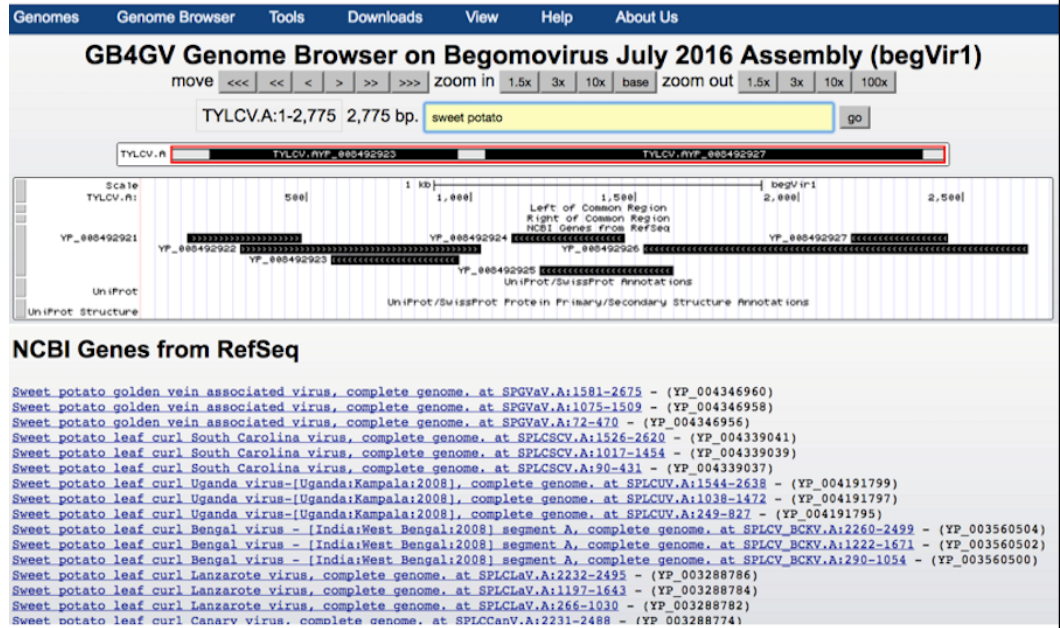 Genomes Genome Browser Tools Downloads View Help About Us
GB4GV Genome Browser on Begomovirus July 2016 Assembly (begVir1)
move <<< << < > >> >>> zoom in 1.5x 3x 10x base zoom out 1.5x 3x 10x 100x
TYLCV.A:1-2,775 2,775 bp. sweet potato go
TYLCV.A TYLCV.AYP_008492923 TYLCV.AYP_008492927
Scale 1 kb begVir1
TYLCV.A: 500| 1,000| 1,500| 2,000| 2,500|
Left of Common Region
Right of Common Region
NCBI Genes from RefSeq
YP_008492921 YP_008492924 YP_008492927
YP_008492922 YP_008492926
YP_008492923
YP_008492925
UniProt/SwissProt Annotations
UniProt
UniProt/SwissProt Protein Primary/Secondary Structure Annotations
UniProt Structure
NCBI Genes from RefSeq
Sweet potato golden vein associated virus, complete genome. at SPGVaV.A:1581-2675 - (YP_004346960)
Sweet potato golden vein associated virus, complete genome. at SPGVaV.A:1075-1509 - (YP_004346958)
Sweet potato golden vein associated virus, complete genome. at SPGVaV.A:72-470 - (YP_004346956)
Sweet potato leaf curl South Carolina virus, complete genome. at SPLCSCV.A:1526-2620 - (YP_004339041)
Sweet potato leaf curl South Carolina virus, complete genome. at SPLCSCV.A:1017-1454 - (YP_004339039)
Sweet potato leaf curl South Carolina virus, complete genome. at SPLCSCV.A:90-431 - (YP_004339037)
Sweet potato leaf curl Uganda virus-[Uganda:Kampala:2008], complete genome. at SPLCUV.A:1544-2638 - (YP_004191799)
Sweet potato leaf curl Uganda virus-[Uganda:Kampala:2008], complete genome. at SPLCUV.A:1038-1472 - (YP_004191797)
Sweet potato leaf curl Uganda virus-[Uganda:Kampala:2008], complete genome. at SPLCUV.A:249-827 - (YP_004191795)
Sweet potato leaf curl Bengal virus - [India:West Bengal:2008] segment A, complete genome. at SPLCV_BCKV.A:2260-2499 - (YP_003560504)
Sweet potato leaf curl Bengal virus - [India:West Bengal:2008] segment A, complete genome. at SPLCV_BCKV.A:1222-1671 - (YP_003560502)
Sweet potato leaf curl Bengal virus - [India:West Bengal:2008] segment A, complete genome. at SPLCV_BCKV.A:290-1054 - (YP_003560500)
Sweet potato leaf curl Lanzarote virus, complete genome. at SPLCLaV.A:2232-2495 - (YP_003288786)
Sweet potato leaf curl Lanzarote virus, complete genome. at SPLCLaV.A:1197-1643 - (YP_003288784)
Sweet potato leaf curl Lanzarote virus, complete genome. at SPLCLaV.A:266-1030 - (YP_003288782)
Sweet potato leaf curl Canary virus, complete genome. at SPLCCanV.A:2231-2488 - (YP_003288774)